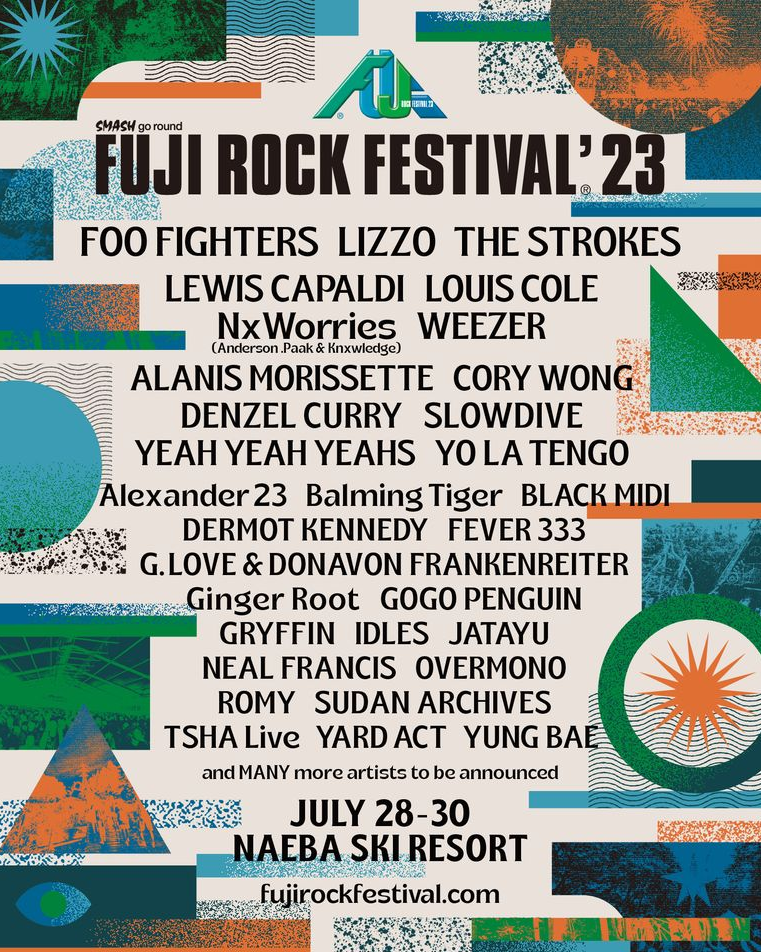 FUJI
ROCK FESTIVAL 23
®
SMASH go round
FUJI ROCK FESTIVAL®'23
FOO FIGHTERS LIZZO THE STROKES
LEWIS CAPALDI LOUIS COLE
NxWorries WEEZER
(Anderson .Paak & Knxwledge)
ALANIS MORISSETTE CORY WONG
DENZEL CURRY SLOWDIVE
YEAH YEAH YEAHS YO LA TENGO
Alexander 23 Balming Tiger BLACK MIDI
DERMOT KENNEDY FEVER 333
G.LOVE & DONAVON FRANKENREITER
Ginger Root GOGO PENGUIN
GRYFFIN IDLES JATAYU
NEAL FRANCIS OVERMONO
ROMY SUDAN ARCHIVES
TSHA Live YARD ACT YUNG BAE
and MANY more artists to be announced
JULY 28-30
NAEBA SKI RESORT
fujirockfestival.com